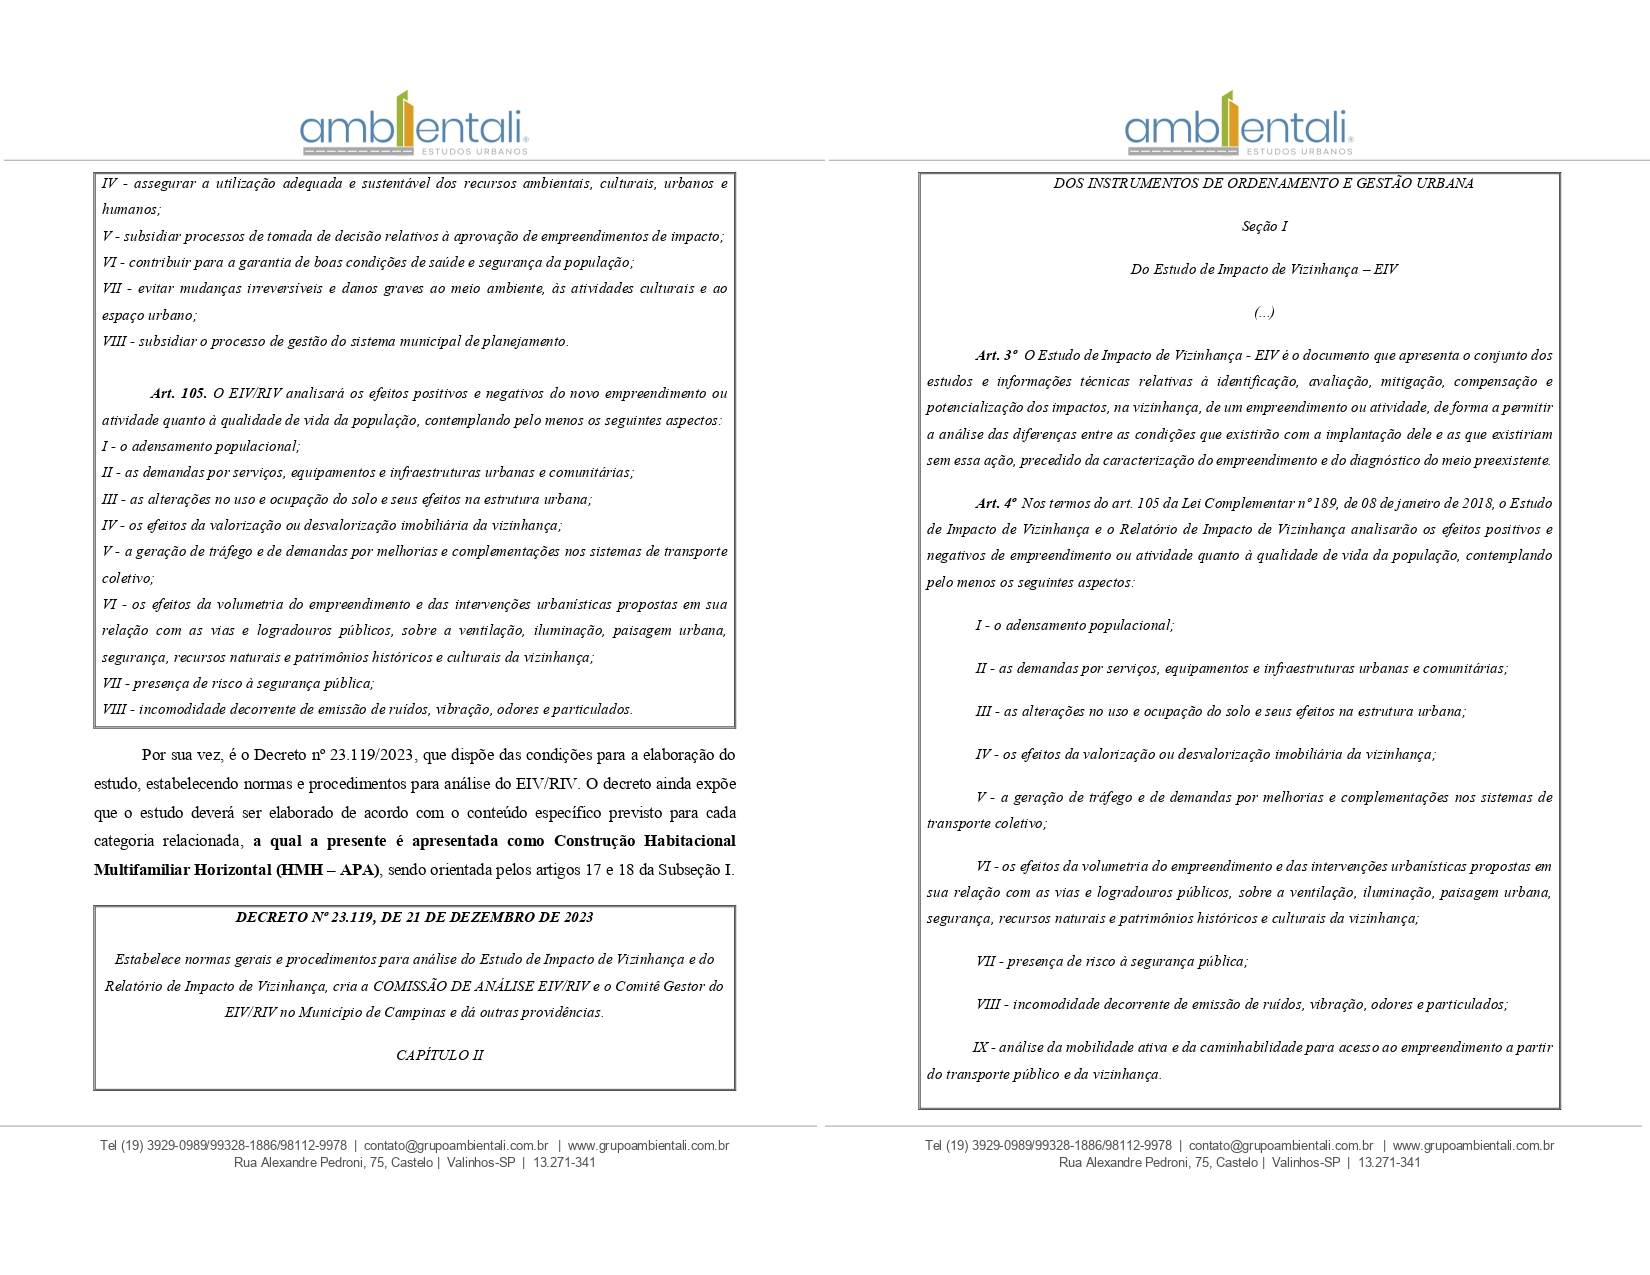 ambientali®
ESTUDOS URBANOS
IV - assegurar a utilização adequada e sustentável dos recursos ambientais, culturais, urbanos e
humanos;
V - subsidiar processos de tomada de decisão relativos à aprovação de empreendimentos de impacto;
VI - contribuir para a garantia de boas condições de saúde e segurança da população;
VII - evitar mudanças irreversíveis e danos graves ao meio ambiente, às atividades culturais e ao
espaço urbano;
VIII - subsidiar o processo de gestão do sistema municipal de planejamento.
Art. 105. O EIV/RIV analisará os efeitos positivos e negativos do novo empreendimento ou
atividade quanto à qualidade de vida da população, contemplando pelo menos os seguintes aspectos:
I - o adensamento populacional;
II - as demandas por serviços, equipamentos e infraestruturas urbanas e comunitárias;
III - as alterações no uso e ocupação do solo e seus efeitos na estrutura urbana;
IV - os efeitos da valorização ou desvalorização imobiliária da vizinhança;
V - a geração de tráfego e de demandas por melhorias e complementações nos sistemas de transporte
coletivo;
VI - os efeitos da volumetria do empreendimento e das intervenções urbanísticas propostas em sua
relação com as vias e logradouros públicos, sobre a ventilação, iluminação, paisagem urbana,
segurança, recursos naturais e patrimônios históricos e culturais da vizinhança;
VII - presença de risco à segurança pública;
VIII - incomodidade decorrente de emissão de ruídos, vibração, odores e particulados.
Por sua vez, é o Decreto nº 23.119/2023, que dispõe das condições para a elaboração do
estudo, estabelecendo normas e procedimentos para análise do EIV/RIV. O decreto ainda expõe
que o estudo deverá ser elaborado de acordo com o conteúdo específico previsto para cada
categoria relacionada, a qual a presente é apresentada como Construção Habitacional
Multifamiliar Horizontal (HMH – APA), sendo orientada pelos artigos 17 e 18 da Subseção I.
DECRETO Nº 23.119, DE 21 DE DEZEMBRO DE 2023
Estabelece normas gerais e procedimentos para análise do Estudo de Impacto de Vizinhança e do
Relatório de Impacto de Vizinhança, cria a COMISSÃO DE ANÁLISE EIV/RIV e o Comitê Gestor do
EIV/RIV no Município de Campinas e dá outras providências.
CAPÍTULO II
Tel (19) 3929-0989/99328-1886/98112-9978 | contato@grupoambientali.com.br | www.grupoambientali.com.br
Rua Alexandre Pedroni, 75, Castelo | Valinhos-SP | 13.271-341
ambientali®
ESTUDOS URBANOS
DOS INSTRUMENTOS DE ORDENAMENTO E GESTÃO URBANA
Seção I
Do Estudo de Impacto de Vizinhança – EIV
(...)
Art. 3º O Estudo de Impacto de Vizinhança - EIV é o documento que apresenta o conjunto dos
estudos e informações técnicas relativas à identificação, avaliação, mitigação, compensação e
potencialização dos impactos, na vizinhança, de um empreendimento ou atividade, de forma a permitir
a análise das diferenças entre as condições que existirão com a implantação dele e as que existiriam
sem essa ação, precedido da caracterização do empreendimento e do diagnóstico do meio preexistente.
Art. 4º Nos termos do art. 105 da Lei Complementar nº 189, de 08 de janeiro de 2018, o Estudo
de Impacto de Vizinhança e o Relatório de Impacto de Vizinhança analisarão os efeitos positivos e
negativos de empreendimento ou atividade quanto à qualidade de vida da população, contemplando
pelo menos os seguintes aspectos:
I - o adensamento populacional;
II - as demandas por serviços, equipamentos e infraestruturas urbanas e comunitárias;
III - as alterações no uso e ocupação do solo e seus efeitos na estrutura urbana;
IV - os efeitos da valorização ou desvalorização imobiliária da vizinhança;
V - a geração de tráfego e de demandas por melhorias e complementações nos sistemas de
transporte coletivo;
VI - os efeitos da volumetria do empreendimento e das intervenções urbanísticas propostas em
sua relação com as vias e logradouros públicos, sobre a ventilação, iluminação, paisagem urbana,
segurança, recursos naturais e patrimônios históricos e culturais da vizinhança;
VII - presença de risco à segurança pública;
VIII - incomodidade decorrente de emissão de ruídos, vibração, odores e particulados;
IX - análise da mobilidade ativa e da caminhabilidade para acesso ao empreendimento a partir
do transporte público e da vizinhança.
Tel (19) 3929-0989/99328-1886/98112-9978 | contato@grupoambientali.com.br | www.grupoambientali.com.br
Rua Alexandre Pedroni, 75, Castelo | Valinhos-SP | 13.271-341